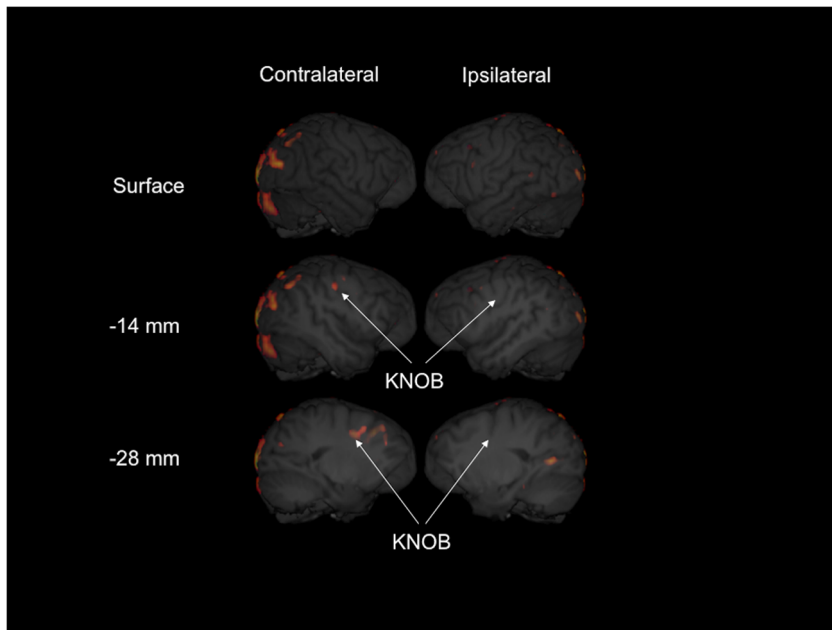 Contralateral Ipsilateral
Surface
-14 mm
KNOB
-28 mm
KNOB